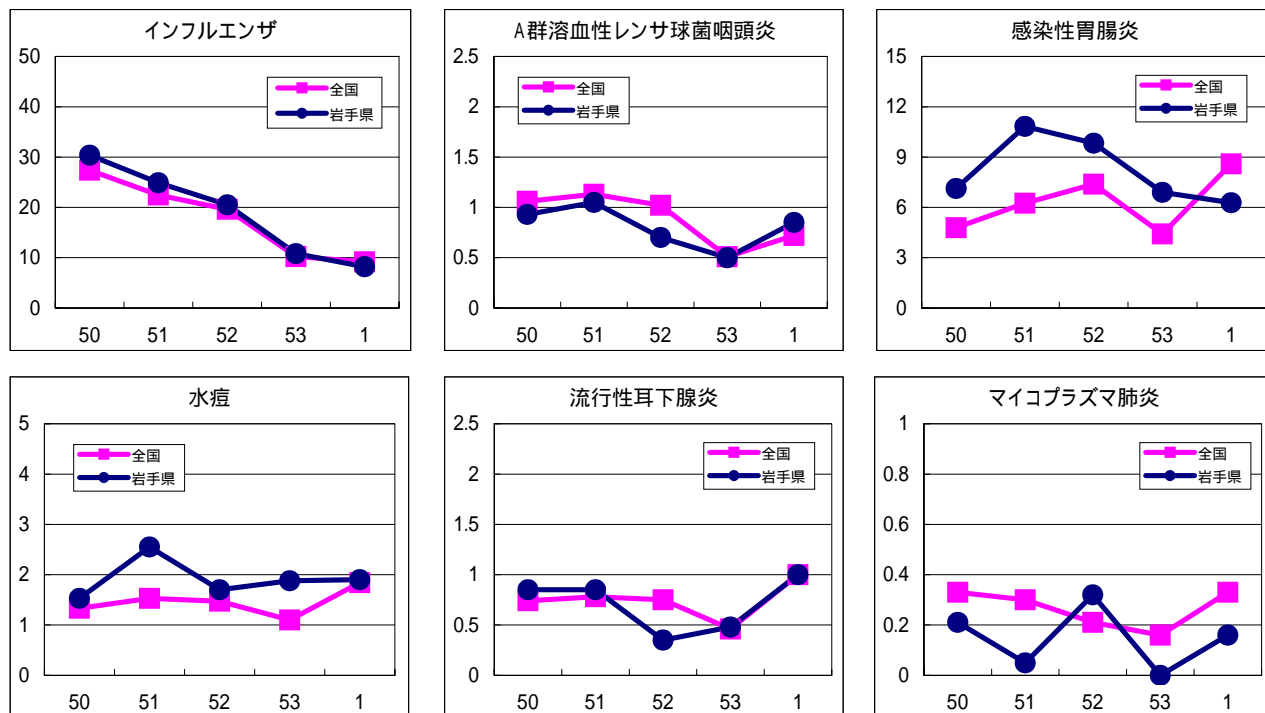 インフルエンザ
50
40
30
20
10
0
全国
岩手県
50 51 52 53 1
A群溶血性レンサ球菌咽頭炎
2.5
2
1.5
1
0.5
0
全国
岩手県
50 51 52 53 1
感染性胃腸炎
15
12
9
6
3
0
全国
岩手県
50 51 52 53 1
水痘
5
4
3
2
1
0
全国
岩手県
50 51 52 53 1
流行性耳下腺炎
2.5
2
1.5
1
0.5
0
全国
岩手県
50 51 52 53 1
マイコプラズマ肺炎
1
0.8
0.6
0.4
0.2
0
全国
岩手県
50 51 52 53 1